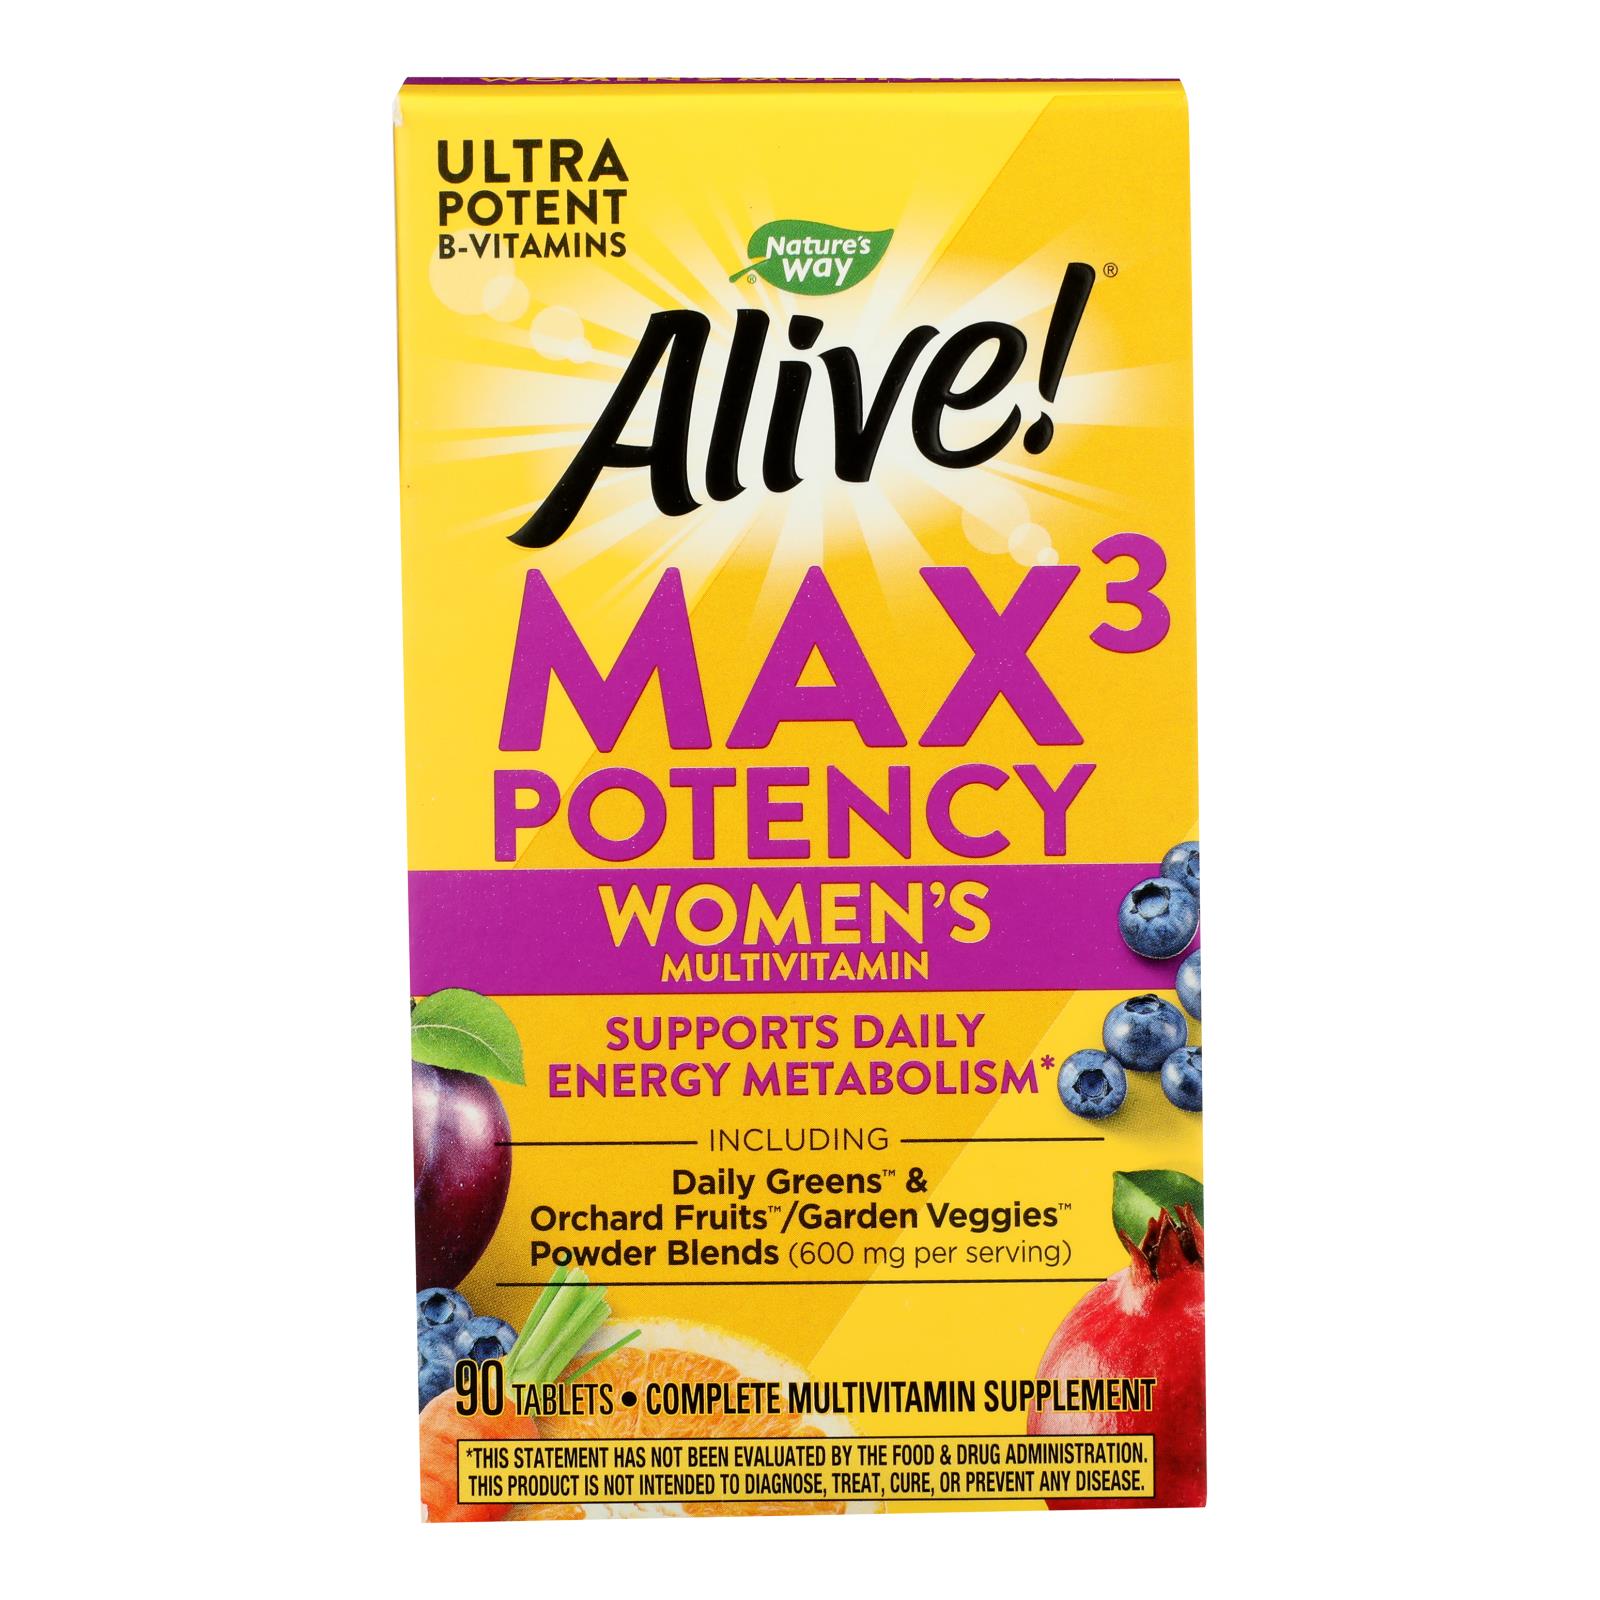 WOMEN'S MULTIVITAMIN
ULTRA
POTENT
B-VITAMINS
Nature's
Way®
Alive!®
MAX³
POTENCY
WOMEN'S
MULTIVITAMIN
SUPPORTS DAILY
ENERGY METABOLISM*
INCLUDING
Daily Greens™ &
Orchard Fruits™/Garden Veggies™
Powder Blends (600 mg per serving)
90 TABLETS • COMPLETE MULTIVITAMIN SUPPLEMENT
*THIS STATEMENT HAS NOT BEEN EVALUATED BY THE FOOD & DRUG ADMINISTRATION.
THIS PRODUCT IS NOT INTENDED TO DIAGNOSE, TREAT, CURE, OR PREVENT ANY DISEASE.